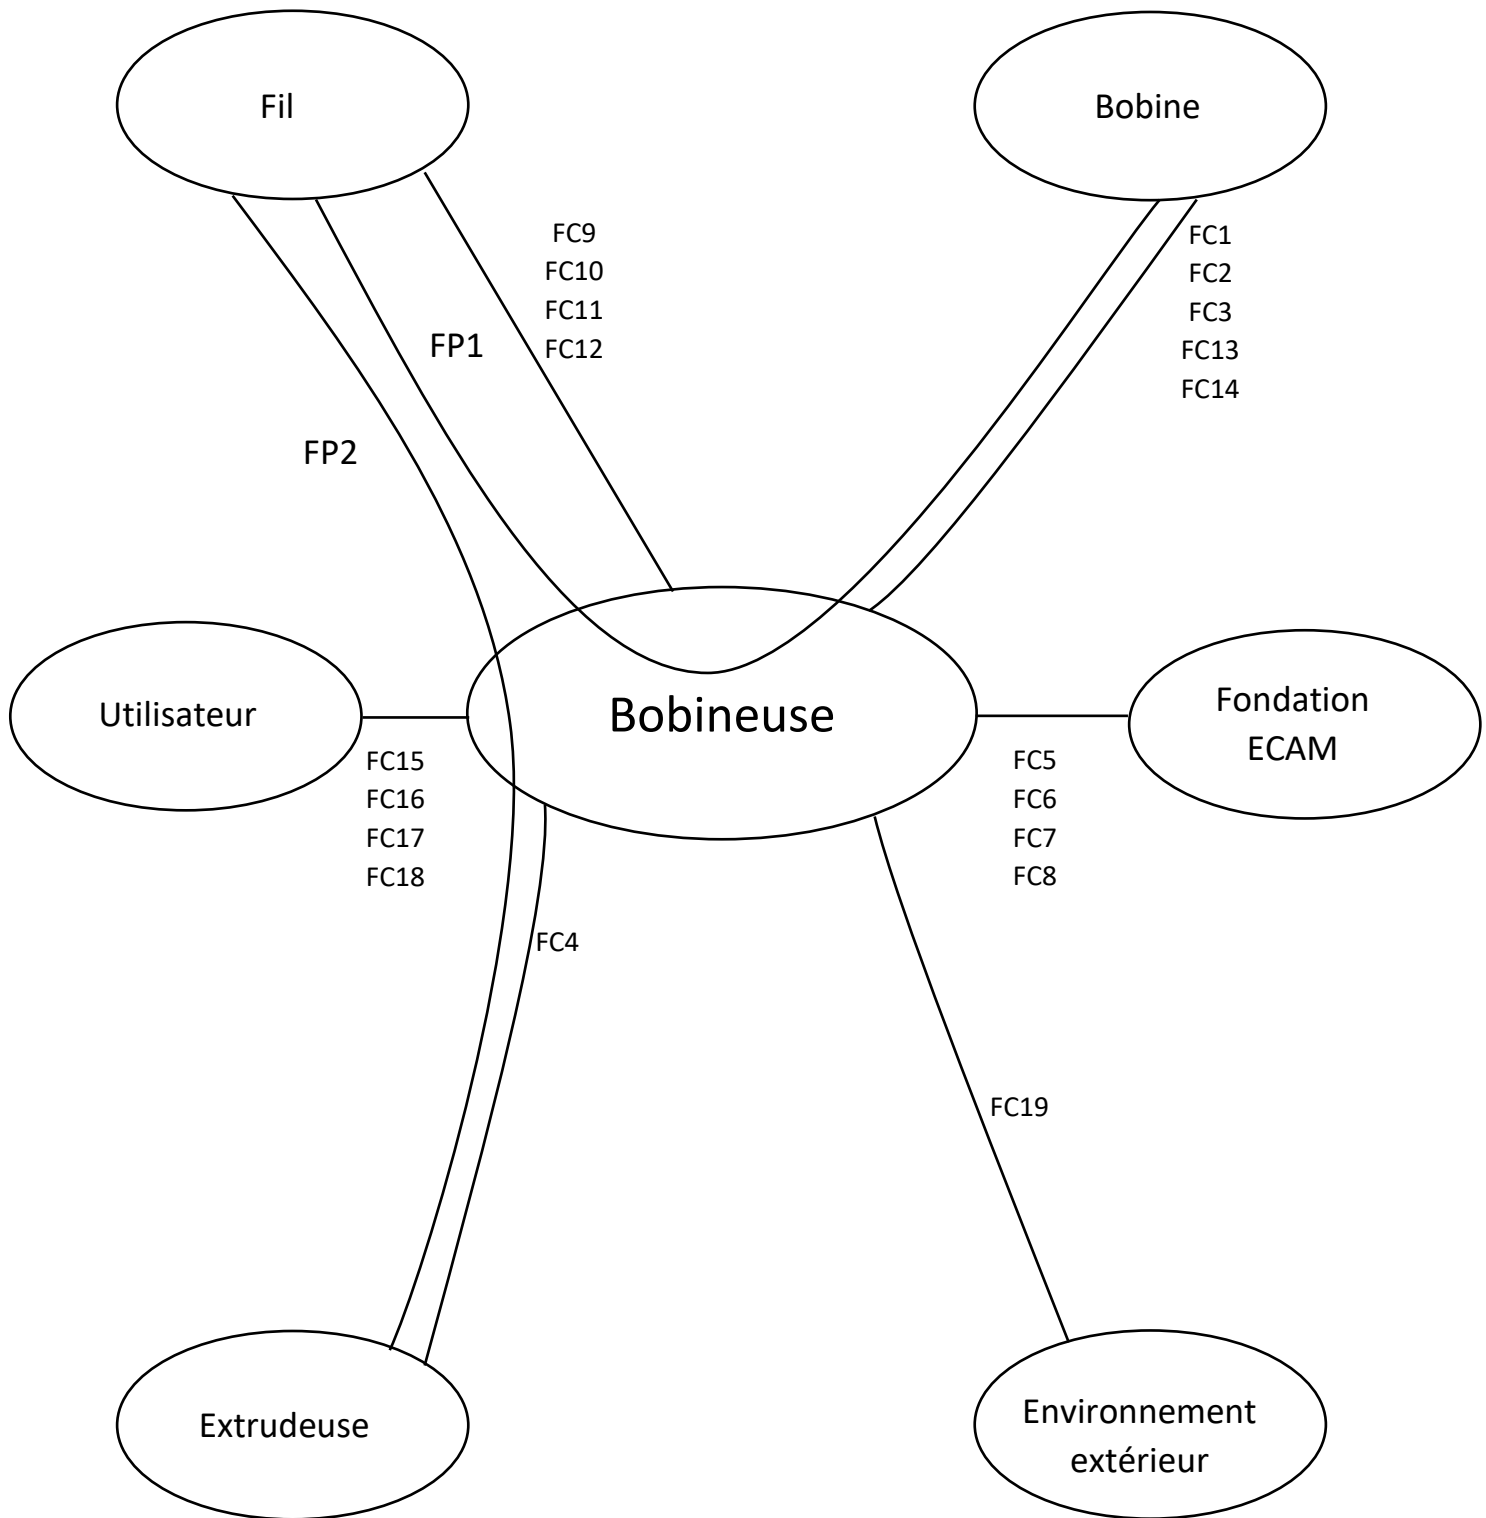 Fil
Bobine
FC9
FC10
FC11
FC12
FC1
FC2
FC3
FC13
FC14
FP1
FP2
Utilisateur
Bobineuse
Fondation
ECAM
FC15
FC16
FC17
FC18
FC5
FC6
FC7
FC8
FC4
FC19
Extrudeuse
Environnement
extérieur